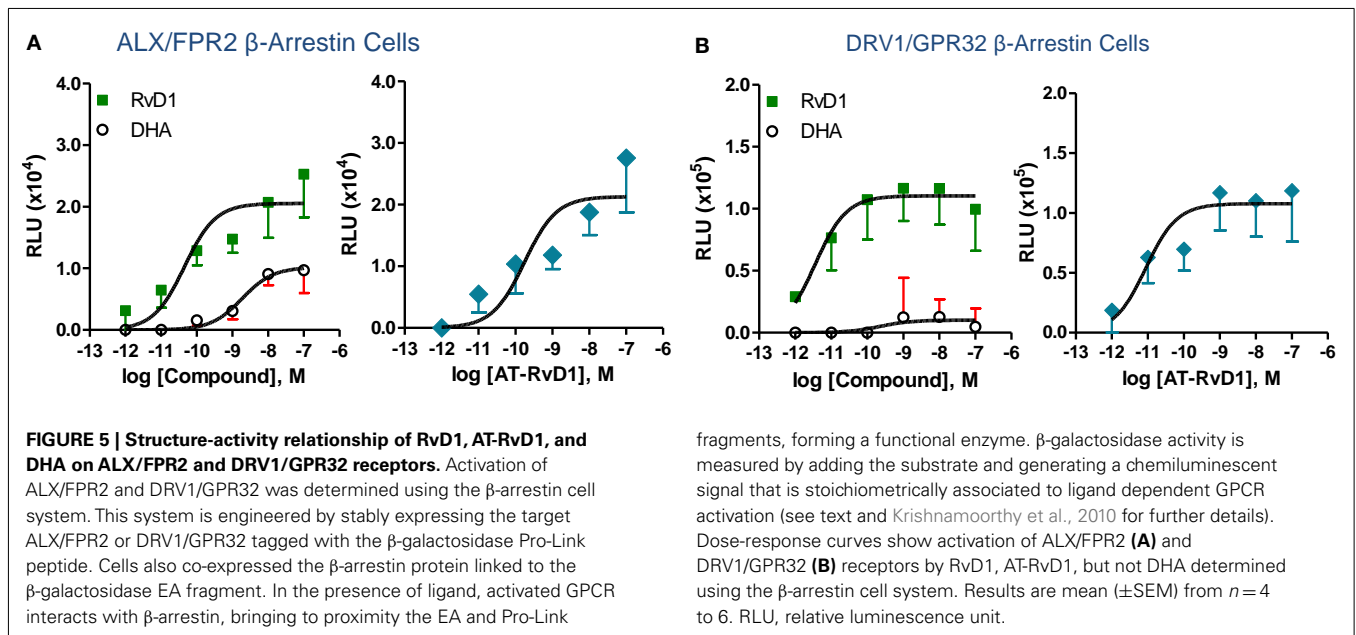 A
ALX/FPR2 β-Arrestin Cells
4.0
3.0
2.0
1.0
0.0
RLU (x10⁴)
RvD1
DHA
-13 -12 -11 -10 -9 -8 -7 -6
log [Compound], M
4.0
3.0
2.0
1.0
0.0
RLU (x10⁴)
-13 -12 -11 -10 -9 -8 -7 -6
log [AT-RvD1], M
B
DRV1/GPR32 β-Arrestin Cells
2.0
1.5
1.0
0.5
0.0
RLU (x10⁵)
RvD1
DHA
-13 -12 -11 -10 -9 -8 -7 -6
log [Compound], M
2.0
1.5
1.0
0.5
0.0
RLU (x10⁵)
-13 -12 -11 -10 -9 -8 -7 -6
log [AT-RvD1], M
FIGURE 5 | Structure-activity relationship of RvD1, AT-RvD1, and
DHA on ALX/FPR2 and DRV1/GPR32 receptors. Activation of
ALX/FPR2 and DRV1/GPR32 was determined using the β-arrestin cell
system. This system is engineered by stably expressing the target
ALX/FPR2 or DRV1/GPR32 tagged with the β-galactosidase Pro-Link
peptide. Cells also co-expressed the β-arrestin protein linked to the
β-galactosidase EA fragment. In the presence of ligand, activated GPCR
interacts with β-arrestin, bringing to proximity the EA and Pro-Link
fragments, forming a functional enzyme. β-galactosidase activity is
measured by adding the substrate and generating a chemiluminescent
signal that is stoichiometrically associated to ligand dependent GPCR
activation (see text and Krishnamoorthy et al., 2010 for further details).
Dose-response curves show activation of ALX/FPR2 (A) and
DRV1/GPR32 (B) receptors by RvD1, AT-RvD1, but not DHA determined
using the β-arrestin cell system. Results are mean (±SEM) from n = 4
to 6. RLU, relative luminescence unit.